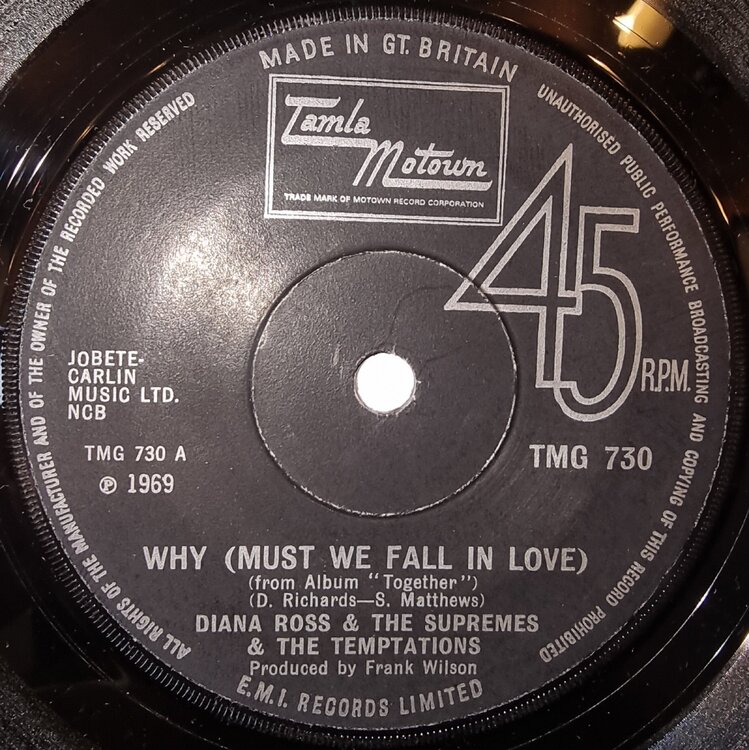 MADE IN GT. BRITAIN
Tamla
Motown
TRADE MARK OF MOTOWN RECORD CORPORATION
45
R.P.M.
JOBETE-
CARLIN
MUSIC LTD.
NCB
TMG 730 A
℗ 1969
TMG 730
WHY (MUST WE FALL IN LOVE)
(from Album "Together")
(D. Richards—S. Matthews)
DIANA ROSS & THE SUPREMES
& THE TEMPTATIONS
Produced by Frank Wilson
E.M.I. RECORDS LIMITED
ALL RIGHTS OF THE MANUFACTURER AND OF THE OWNER OF THE RECORDED WORK RESERVED
UNAUTHORISED PUBLIC PERFORMANCE BROADCASTING AND COPYING OF THIS RECORD PROHIBITED